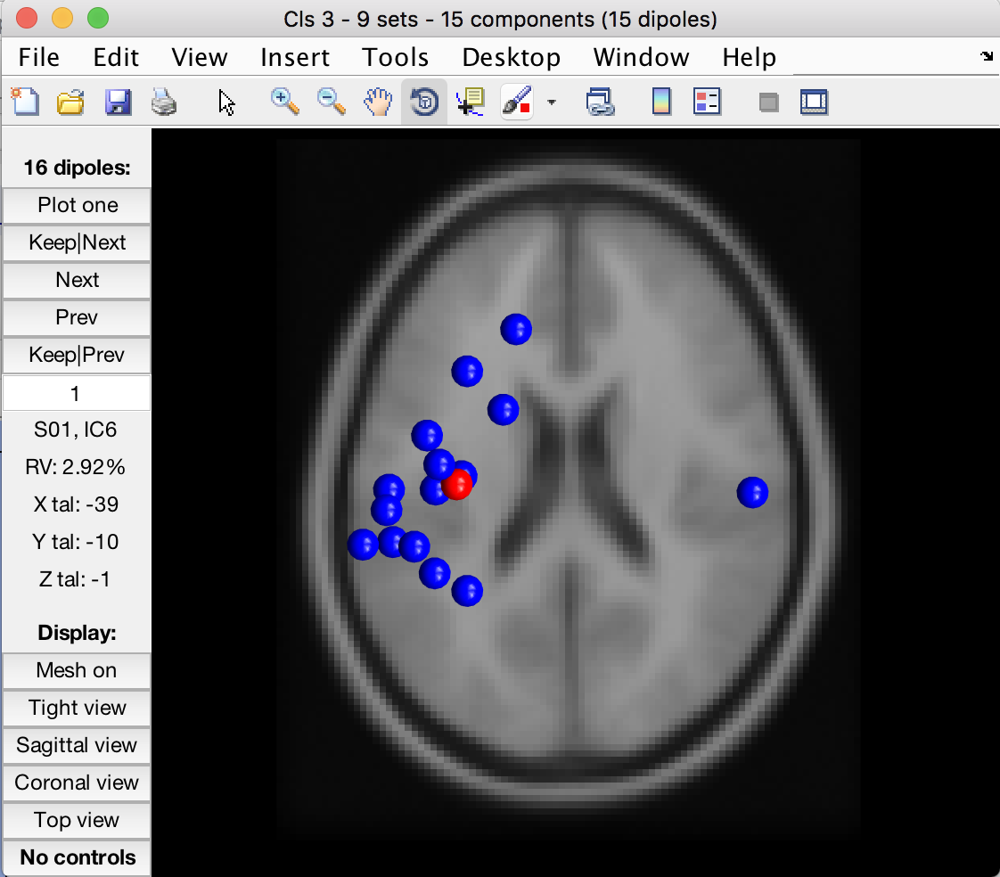 Cls 3 - 9 sets - 15 components (15 dipoles)
File Edit View Insert Tools Desktop Window Help
16 dipoles:
Plot one
Keep|Next
Next
Prev
Keep|Prev
1
S01, IC6
RV: 2.92%
X tal: -39
Y tal: -10
Z tal: -1
Display:
Mesh on
Tight view
Sagittal view
Coronal view
Top view
No controls